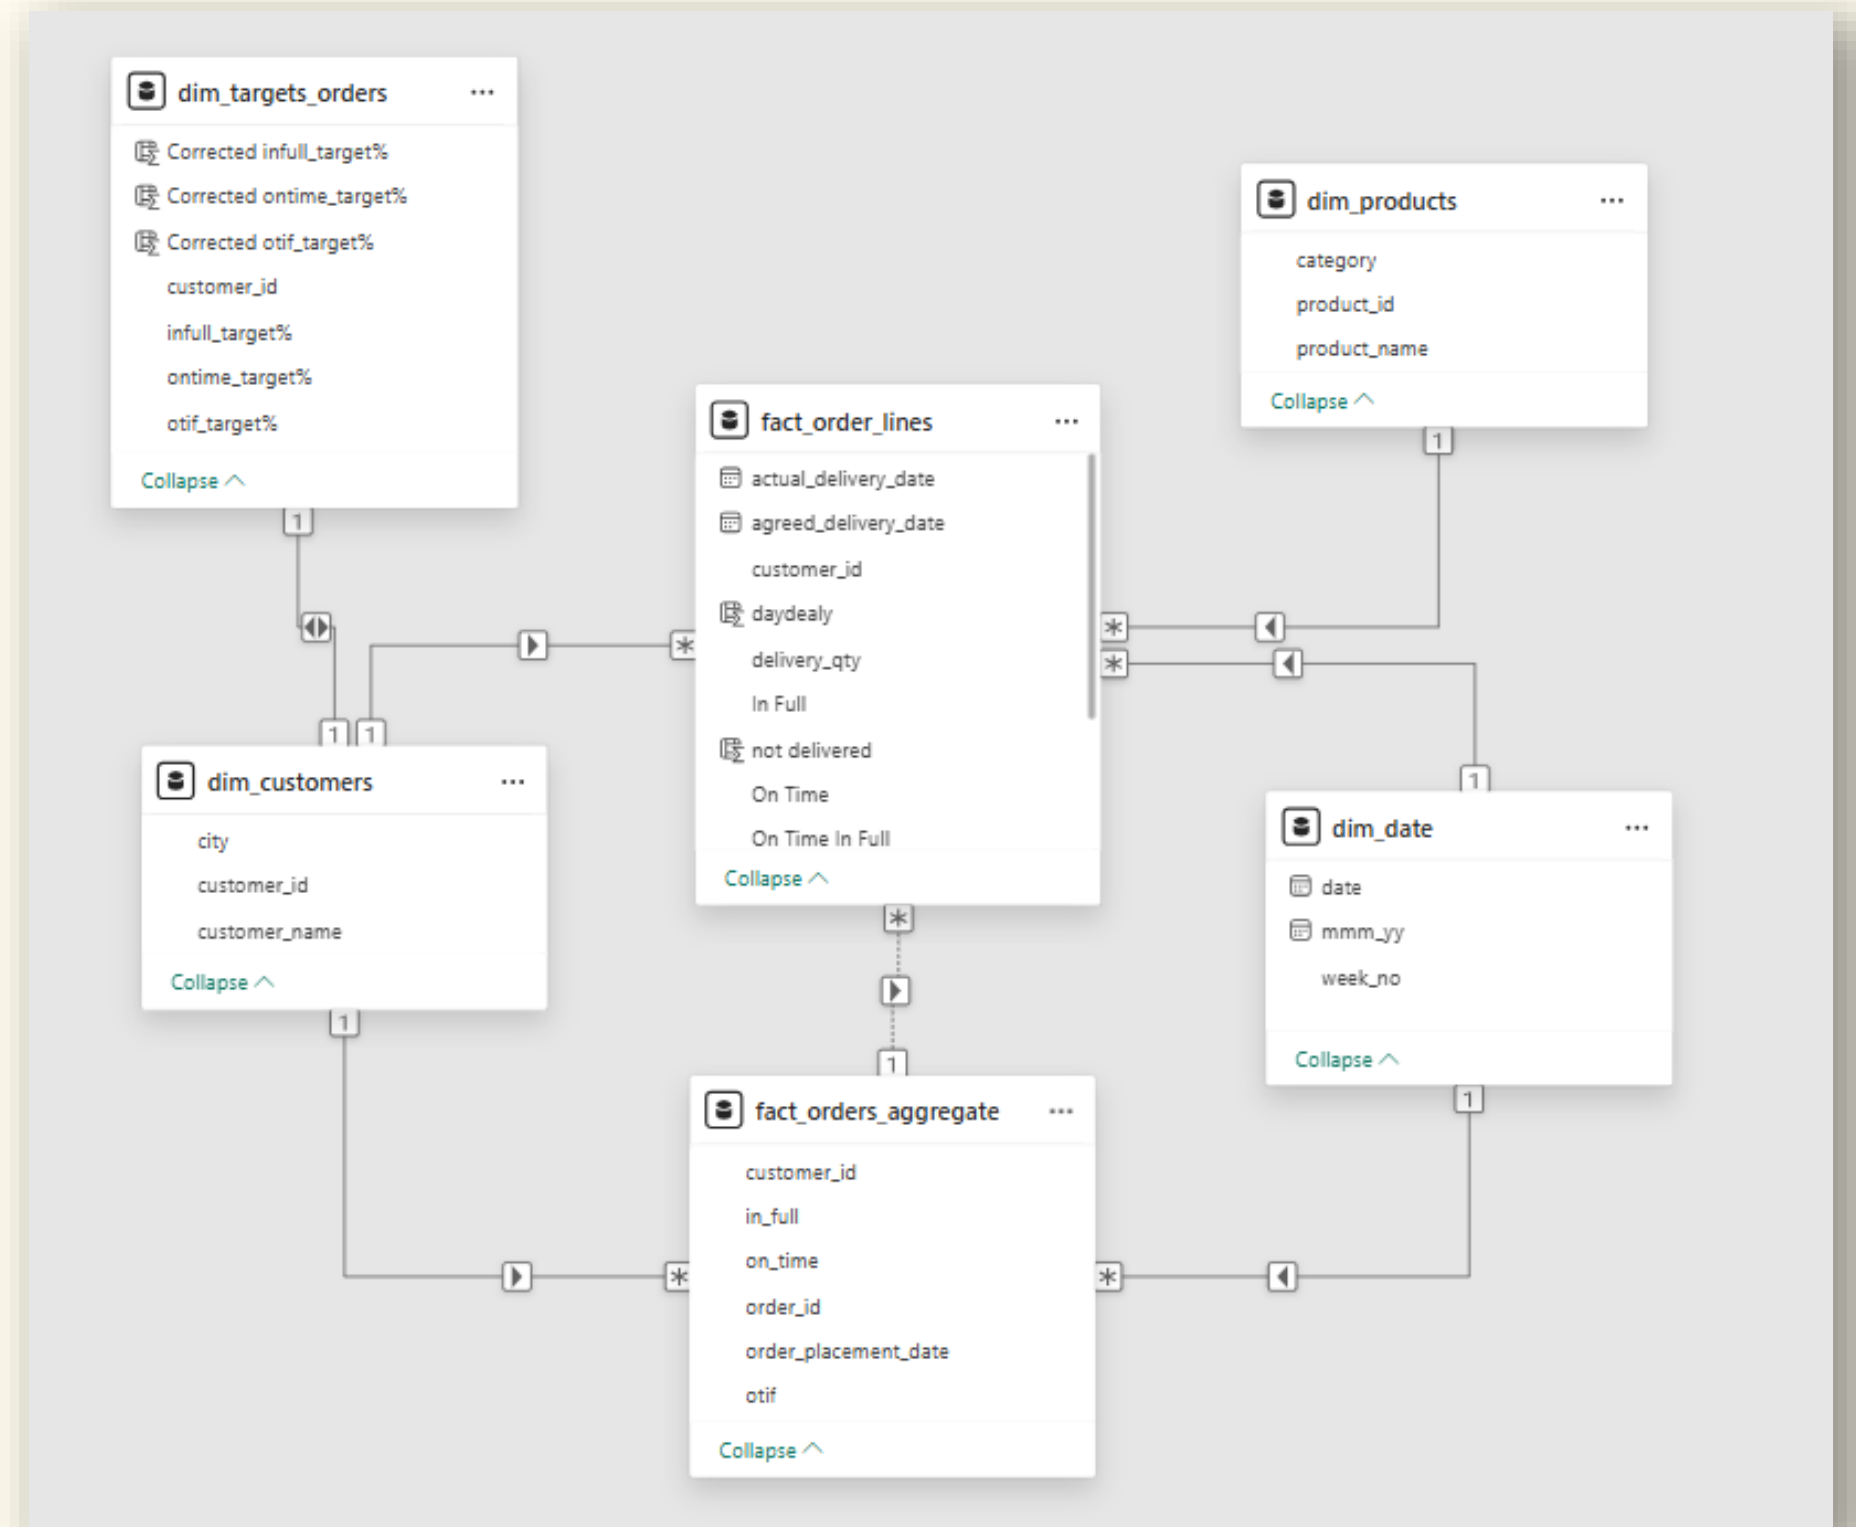 dim_targets_orders ...
Corrected infull_target%
Corrected ontime_target%
Corrected otif_target%
customer_id
infull_target%
ontime_target%
otif_target%
Collapse
1
dim_products ...
category
product_id
product_name
Collapse
1
fact_order_lines ...
actual_delivery_date
agreed_delivery_date
customer_id
daydealy
delivery_qty
In Full
not delivered
On Time
On Time In Full
Collapse
*
*
*
*
1 1
dim_customers ...
city
customer_id
customer_name
Collapse
1
1
dim_date ...
date
mmm_yy
week_no
Collapse
1
1
fact_orders_aggregate ...
customer_id
in_full
on_time
order_id
order_placement_date
otif
Collapse
*
*